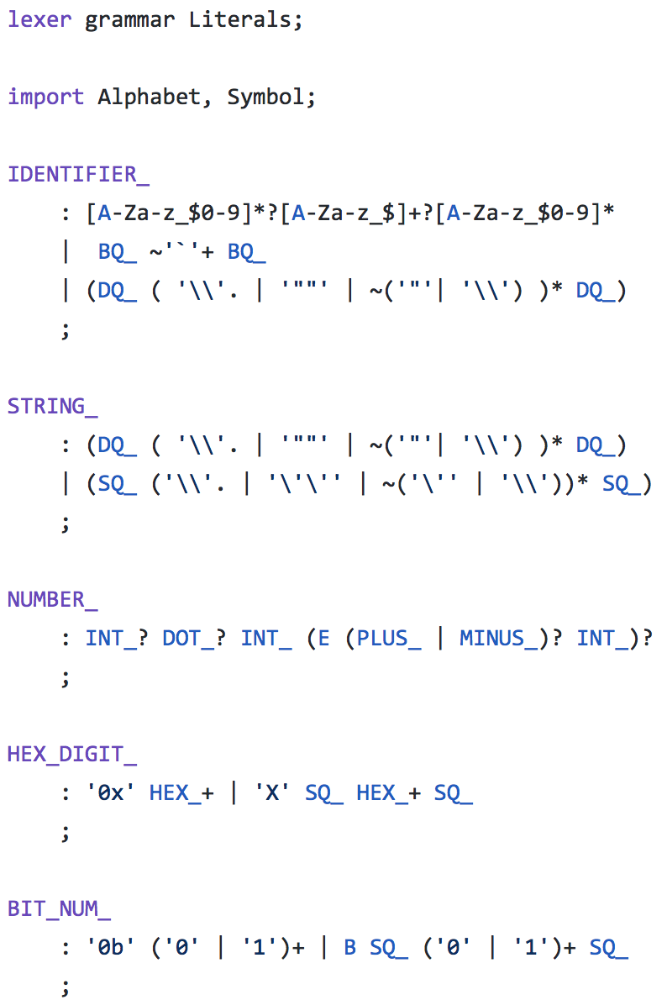 lexer grammar Literals;
import Alphabet, Symbol;
IDENTIFIER_
: [A-Za-z_$0-9]*?[A-Za-z_$]+?[A-Za-z_$0-9]*
|  BQ_ ~'`'+ BQ_
| (DQ_ ( '\\'. | '""' | ~('"'| '\\') )* DQ_)
;
STRING_
: (DQ_ ( '\\'. | '""' | ~('"'| '\\') )* DQ_)
| (SQ_ ('\\'. | '\'\'' | ~('\'' | '\\'))* SQ_)
;
NUMBER_
: INT_? DOT_? INT_ (E (PLUS_ | MINUS_)? INT_)?
;
HEX_DIGIT_
: '0x' HEX_+ | 'X' SQ_ HEX_+ SQ_
;
BIT_NUM_
: '0b' ('0' | '1')+ | B SQ_ ('0' | '1')+ SQ_
;